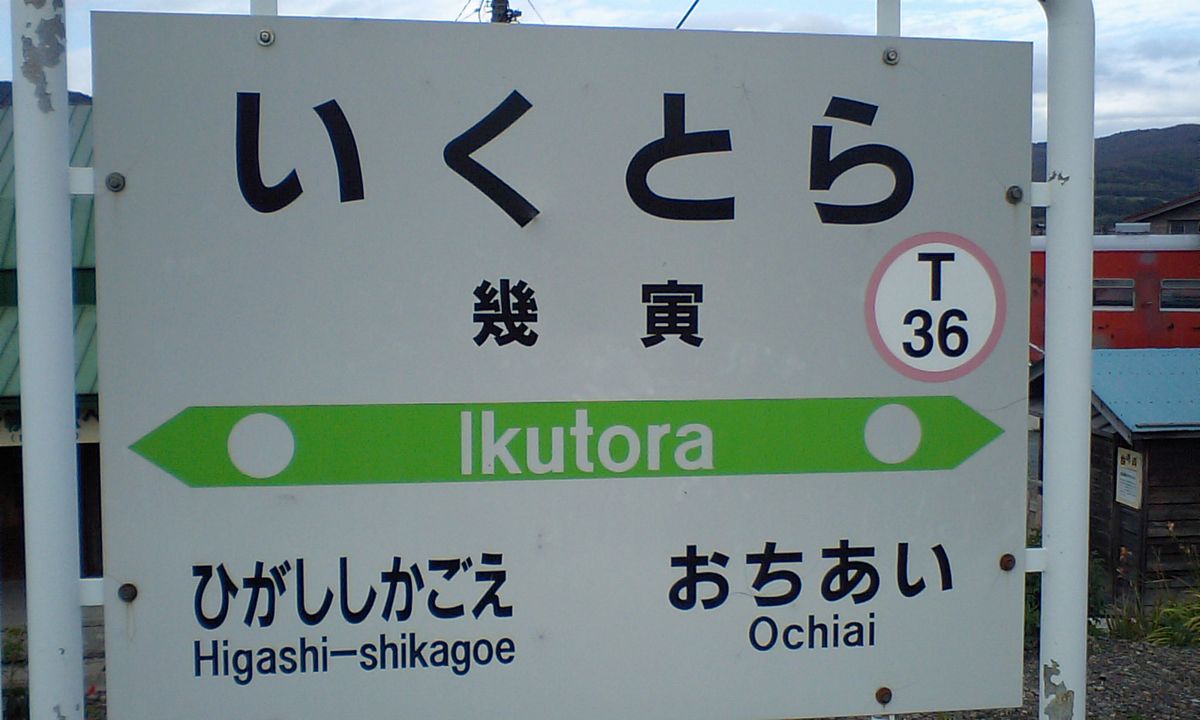 いくとら
幾寅
T
36
Ikutora
ひがししかごえ
Higashi-shikagoe
おちあい
Ochiai